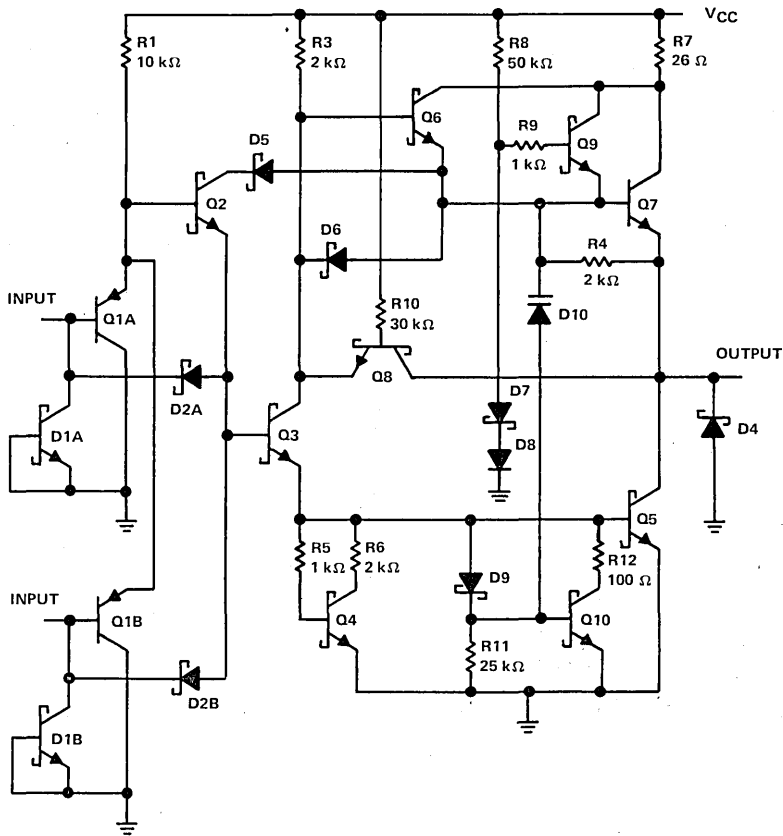 VCC
R1
10 kΩ
R3
2 kΩ
R8
50 kΩ
R7
26 Ω
Q6
R9
1 kΩ
Q9
D5
Q2
Q7
D6
R4
2 kΩ
INPUT
Q1A
R10
30 kΩ
D10
OUTPUT
D2A
Q8
D7
D4
D1A
Q3
D8
Q5
R5
1 kΩ
R6
2 kΩ
D9
R12
100 Ω
INPUT
Q1B
Q4
Q10
R11
25 kΩ
D2B
D1B